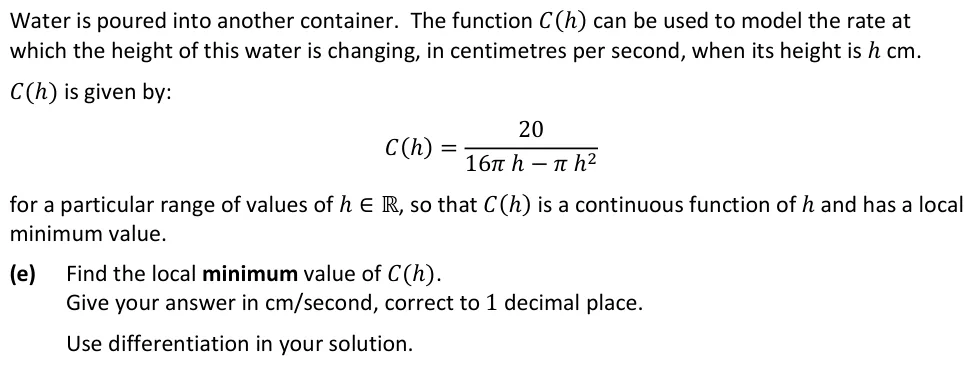 Water is poured into another container. The function C(h) can be used to model the rate at
which the height of this water is changing, in centimetres per second, when its height is h cm.
C(h) is given by:
C(h) = 20 / (16π h − π h²)
for a particular range of values of h ∈ ℝ, so that C(h) is a continuous function of h and has a local
minimum value.
(e) Find the local minimum value of C(h).
Give your answer in cm/second, correct to 1 decimal place.
Use differentiation in your solution.